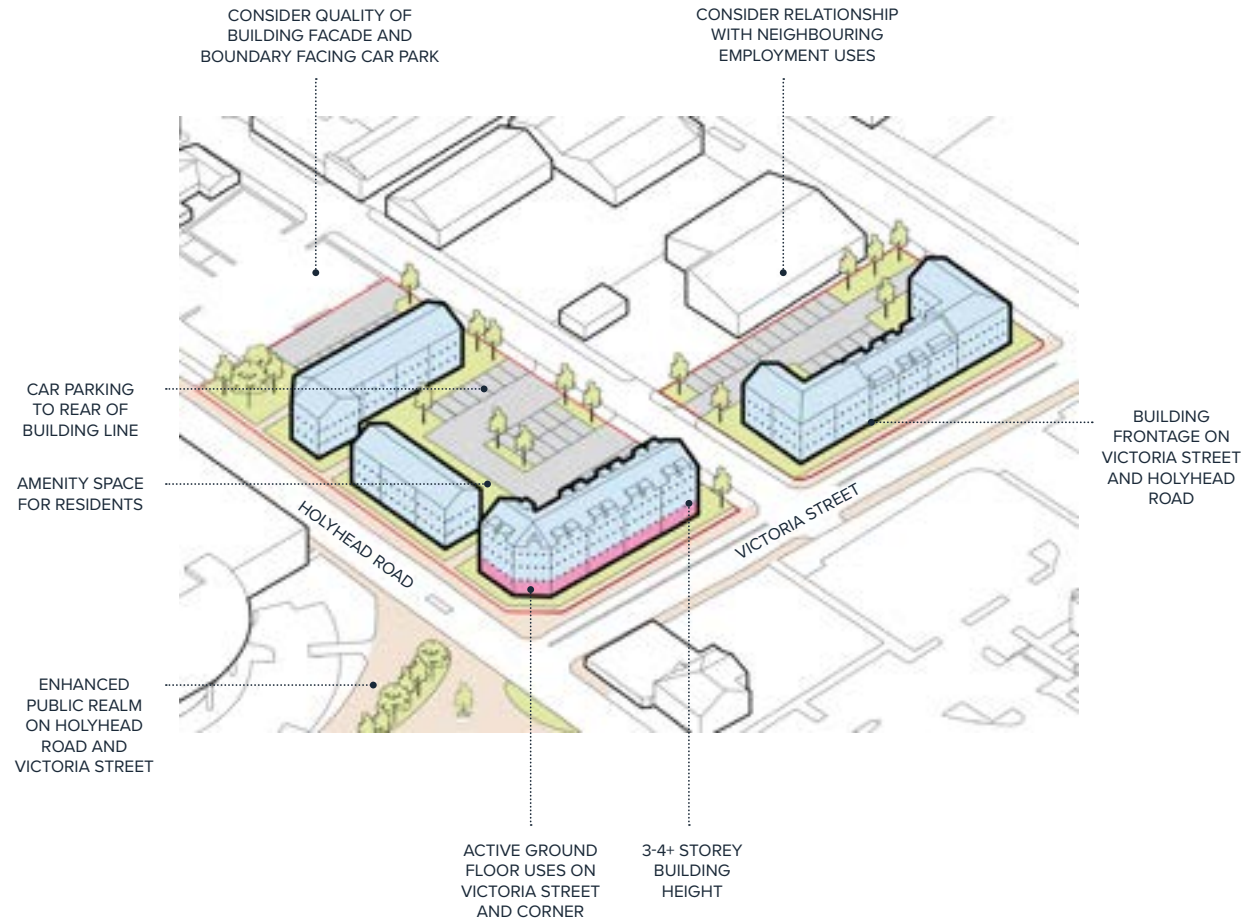 CONSIDER QUALITY OF
BUILDING FACADE AND
BOUNDARY FACING CAR PARK
CONSIDER RELATIONSHIP
WITH NEIGHBOURING
EMPLOYMENT USES
CAR PARKING
TO REAR OF
BUILDING LINE
AMENITY SPACE
FOR RESIDENTS
HOLYHEAD ROAD
VICTORIA STREET
BUILDING
FRONTAGE ON
VICTORIA STREET
AND HOLYHEAD
ROAD
ENHANCED
PUBLIC REALM
ON HOLYHEAD
ROAD AND
VICTORIA STREET
ACTIVE GROUND
FLOOR USES ON
VICTORIA STREET
AND CORNER
3-4+ STOREY
BUILDING
HEIGHT